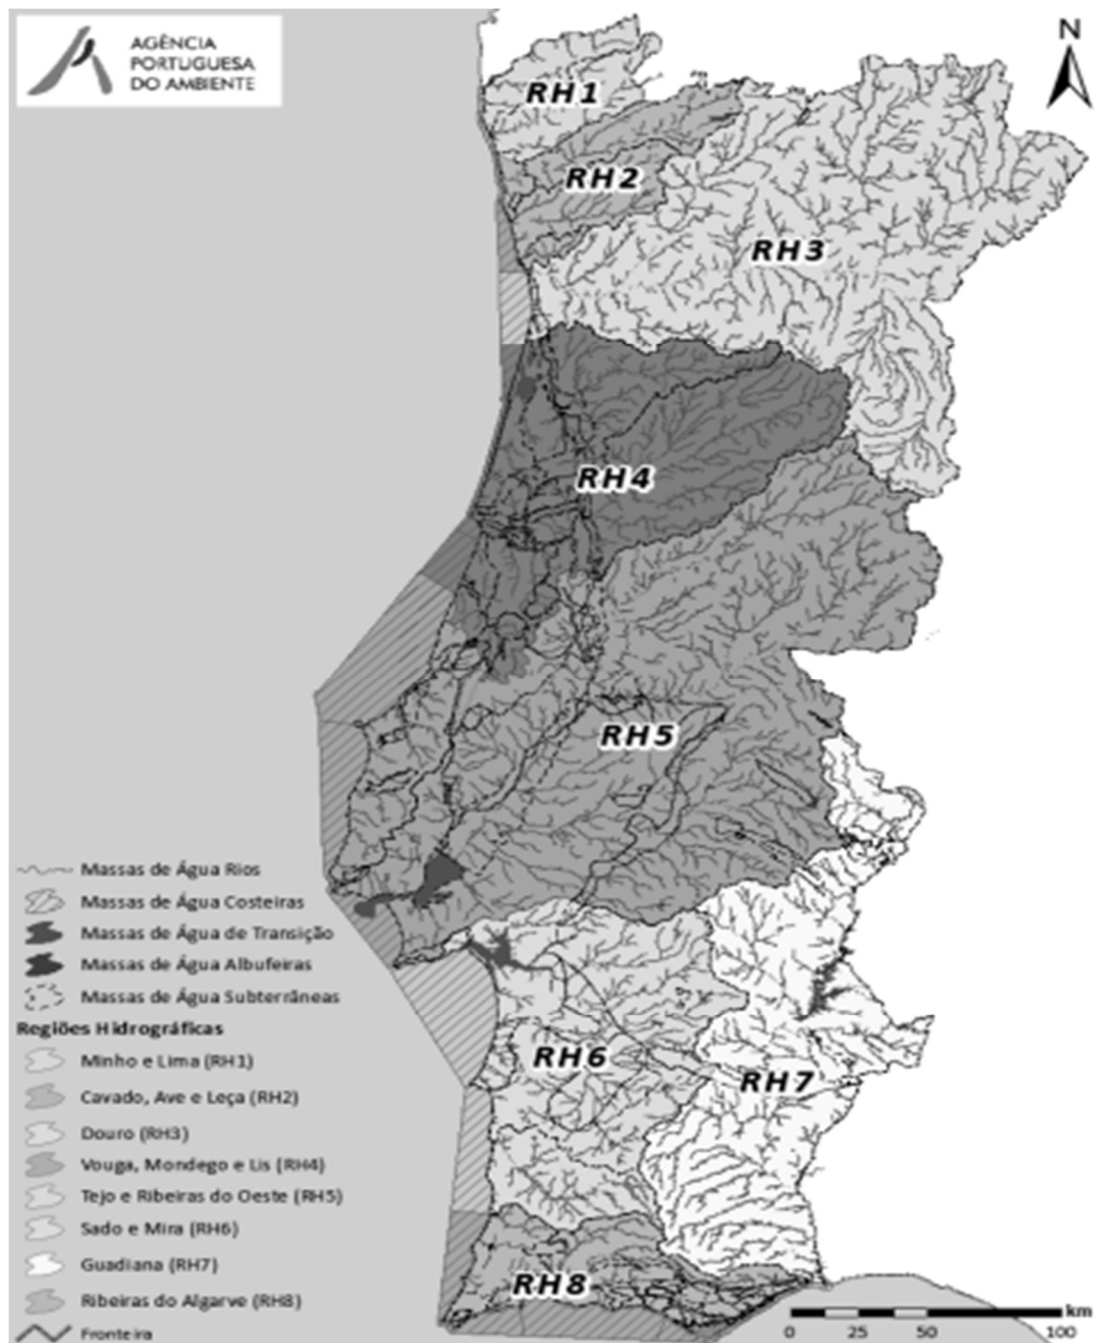 AGÊNCIA
PORTUGUESA
DO AMBIENTE
N
RH1
RH2
RH3
RH4
RH5
RH6
RH7
RH8
Massas de Água Rios
Massas de Água Costeiras
Massas de Água de Transição
Massas de Água Albufeiras
Massas de Água Subterrâneas
Regiões Hidrográficas
Minho e Lima (RH1)
Cavado, Ave e Leça (RH2)
Douro (RH3)
Vouga, Mondego e Lis (RH4)
Tejo e Ribeiras do Oeste (RH5)
Sado e Mira (RH6)
Guadiana (RH7)
Ribeiras do Algarve (RH8)
Fronteira
km
0 25 50 100